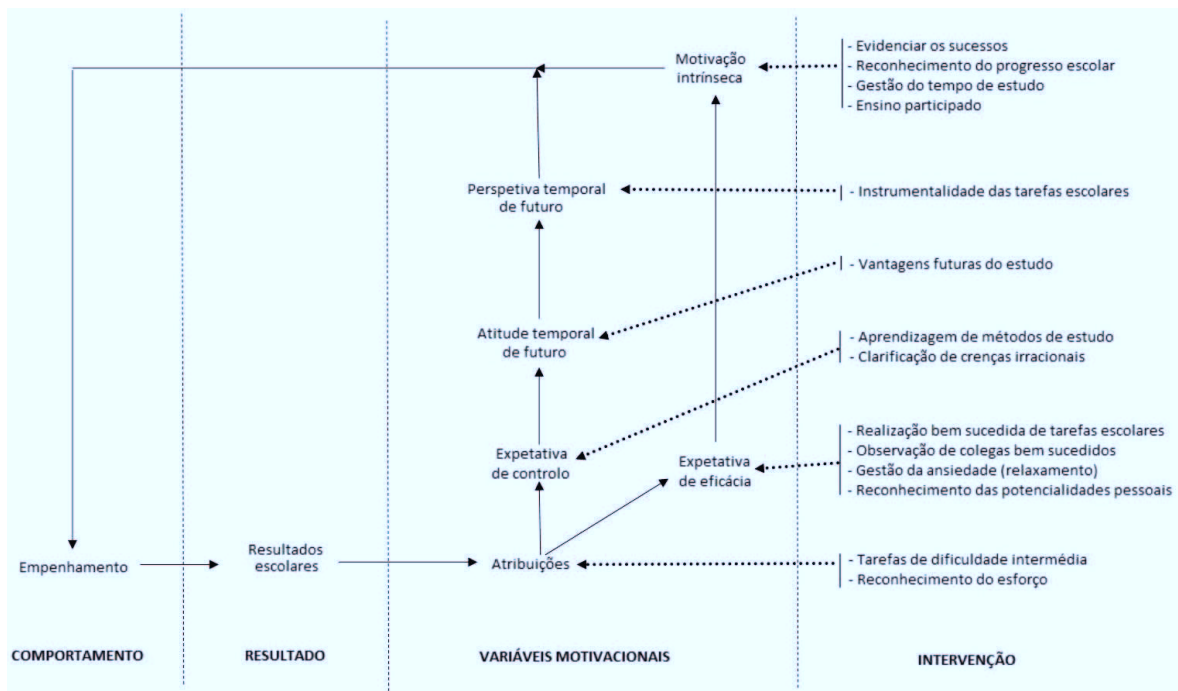 Motivação
intrínseca
- Evidenciar os sucessos
- Reconhecimento do progresso escolar
- Gestão do tempo de estudo
- Ensino participado
Perspetiva temporal
de futuro
- Instrumentalidade das tarefas escolares
- Vantagens futuras do estudo
Atitude temporal
de futuro
- Aprendizagem de métodos de estudo
- Clarificação de crenças irracionais
Expetativa
de controlo
Expetativa
de eficácia
- Realização bem sucedida de tarefas escolares
- Observação de colegas bem sucedidos
- Gestão da ansiedade (relaxamento)
- Reconhecimento das potencialidades pessoais
Empenhamento
Resultados
escolares
Atribuições
- Tarefas de dificuldade intermédia
- Reconhecimento do esforço
COMPORTAMENTO
RESULTADO
VARIÁVEIS MOTIVACIONAIS
INTERVENÇÃO